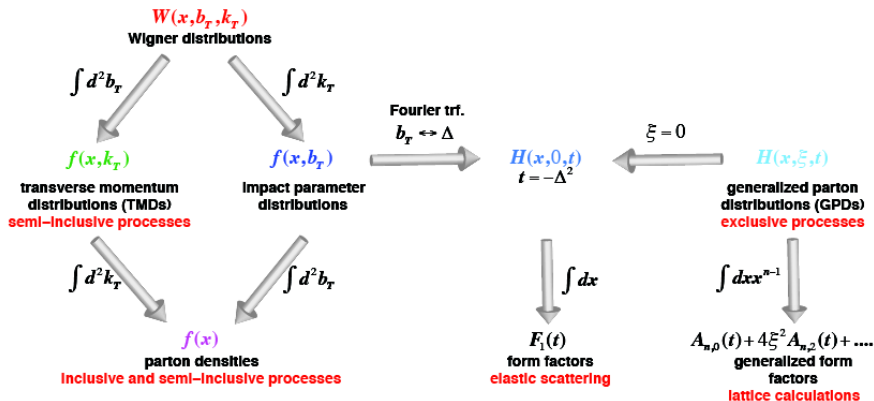 W(x,b_T,k_T)
Wigner distributions
∫d²b_T
∫d²k_T
Fourier trf.
b_T ↔ Δ
ξ=0
f(x,k_T)
f(x,b_T)
H(x,0,t)
t=−Δ²
H(x,ξ,t)
transverse momentum
distributions (TMDs)
semi−inclusive processes
impact parameter
distributions
generalized parton
distributions (GPDs)
exclusive processes
∫d²k_T
∫d²b_T
∫dx
∫dxxⁿ⁻¹
f(x)
parton densities
inclusive and semi−inclusive processes
F₁(t)
form factors
elastic scattering
A_{n,0}(t)+4ξ²A_{n,2}(t)+....
generalized form
factors
lattice calculations